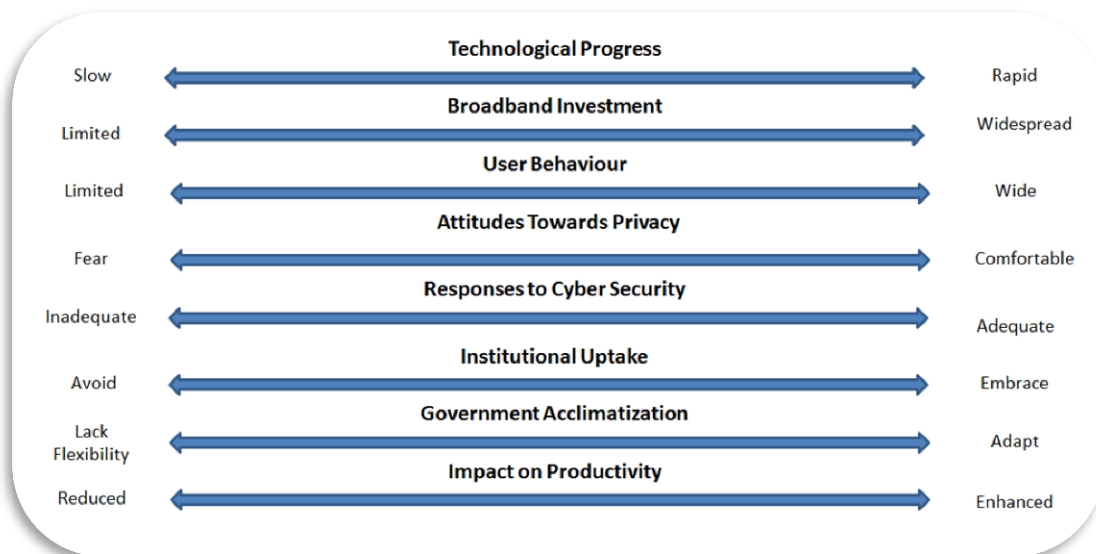 Technological Progress
Slow
Rapid
Broadband Investment
Limited
Widespread
User Behaviour
Limited
Wide
Attitudes Towards Privacy
Fear
Comfortable
Responses to Cyber Security
Inadequate
Adequate
Institutional Uptake
Avoid
Embrace
Government Acclimatization
Lack
Flexibility
Adapt
Impact on Productivity
Reduced
Enhanced